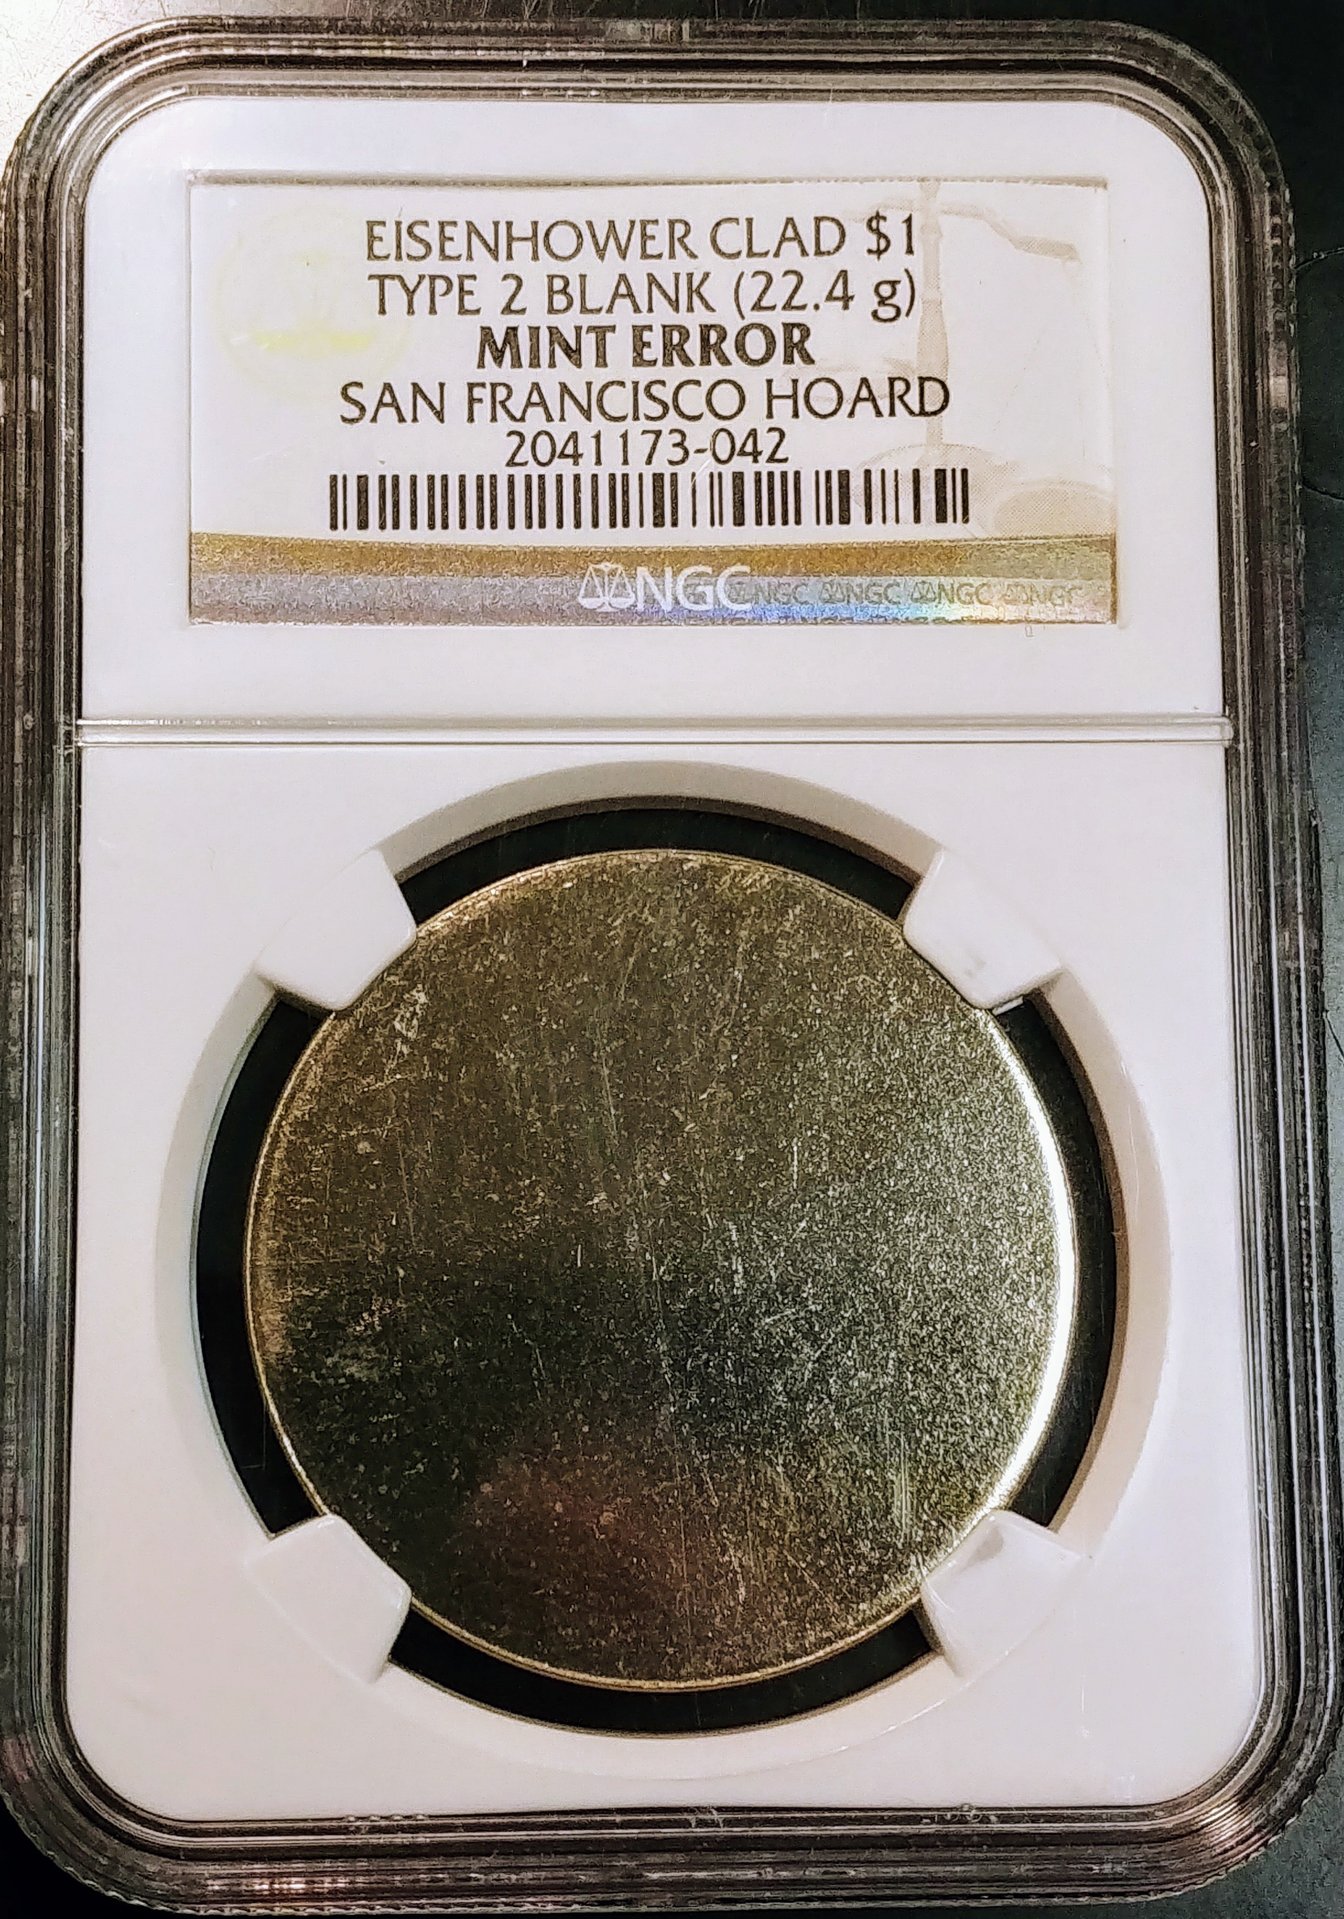 EISENHOWER CLAD $1
TYPE 2 BLANK (22.4 g)
MINT ERROR
SAN FRANCISCO HOARD
2041173-042
NGC NGC NGC NGC NGC